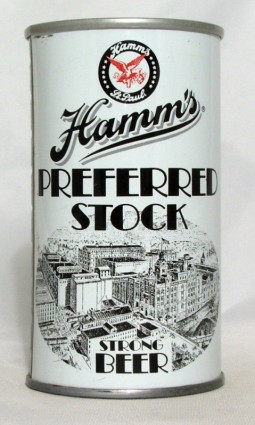 Hamm's
St. Paul
Hamm's®
PREFERRED
STOCK
STRONG
BEER